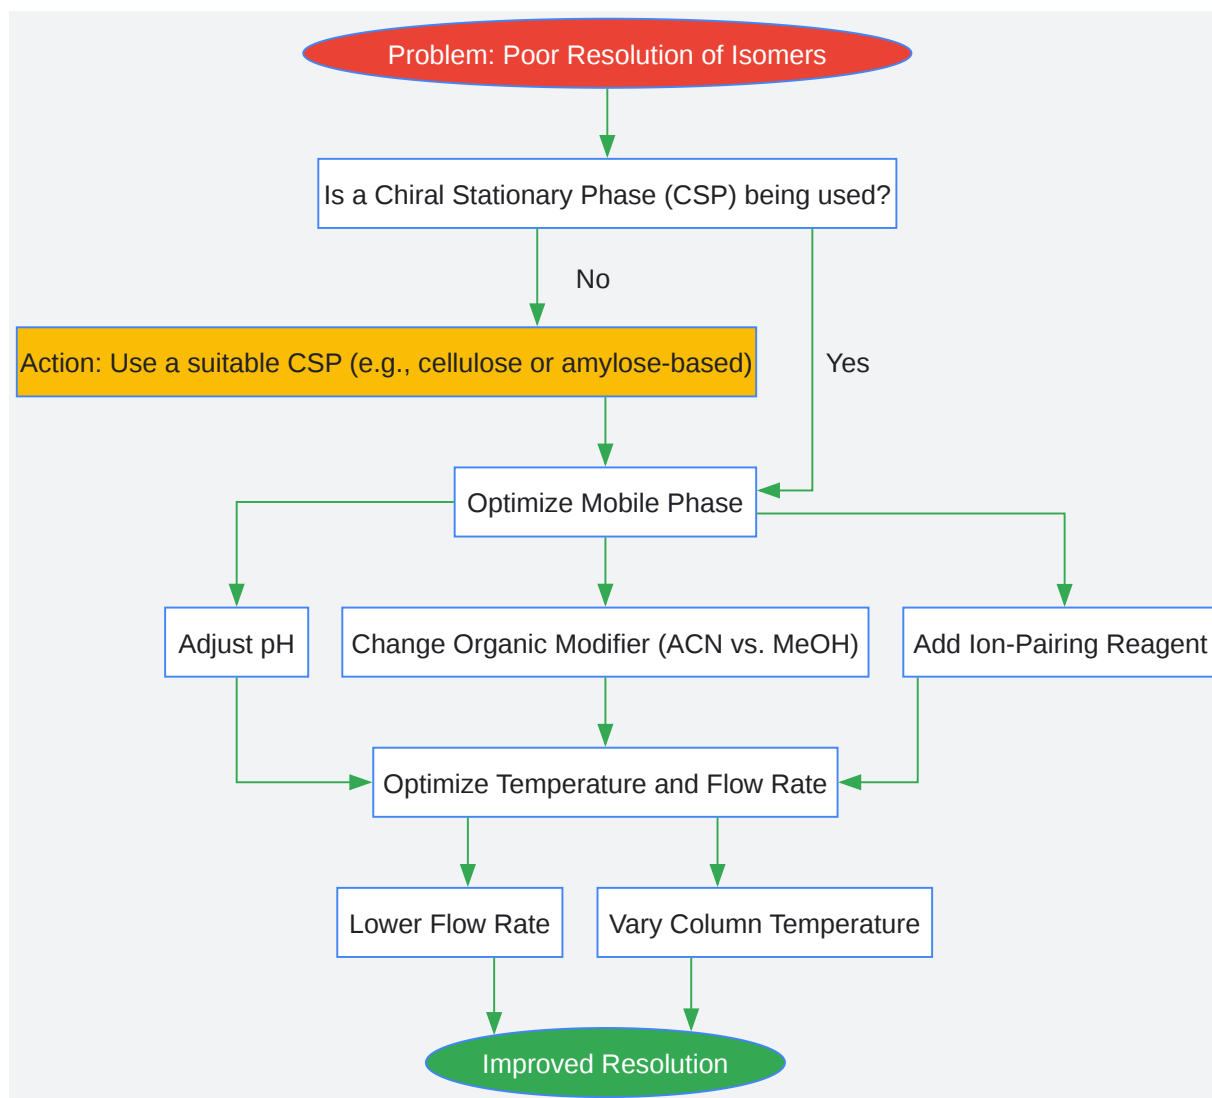 Problem: Poor Resolution of Isomers
Is a Chiral Stationary Phase (CSP) being used?
No
Action: Use a suitable CSP (e.g., cellulose or amylose-based)
Yes
Optimize Mobile Phase
Adjust pH
Change Organic Modifier (ACN vs. MeOH)
Add Ion-Pairing Reagent
Optimize Temperature and Flow Rate
Lower Flow Rate
Vary Column Temperature
Improved Resolution